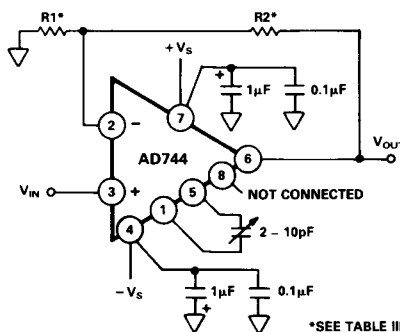 R1*
R2*
+VS
+
1µF
0.1µF
7
2
−
AD744
6
VOUT
8
NOT CONNECTED
VIN
3
+
5
1
2 – 10pF
4
−VS
1µF
+
0.1µF
*SEE TABLE III